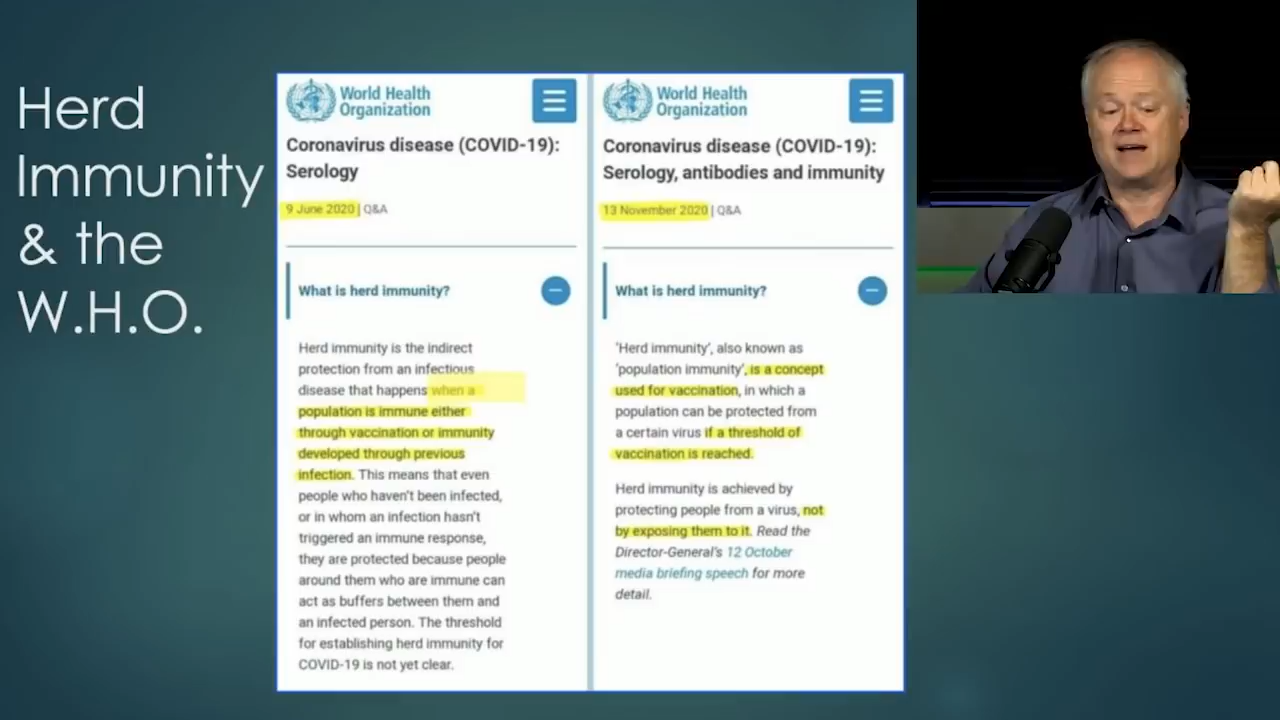 Herd
Immunity
& the
W.H.O.
World Health
Organization
Coronavirus disease (COVID-19):
Serology
9 June 2020 | Q&A
What is herd immunity?
Herd immunity is the indirect
protection from an infectious
disease that happens when a
population is immune either
through vaccination or immunity
developed through previous
infection. This means that even
people who haven't been infected,
or in whom an infection hasn't
triggered an immune response,
they are protected because people
around them who are immune can
act as buffers between them and
an infected person. The threshold
for establishing herd immunity for
COVID-19 is not yet clear.
World Health
Organization
Coronavirus disease (COVID-19):
Serology, antibodies and immunity
13 November 2020 | Q&A
What is herd immunity?
'Herd immunity', also known as
'population immunity', is a concept
used for vaccination, in which a
population can be protected from
a certain virus if a threshold of
vaccination is reached.
Herd immunity is achieved by
protecting people from a virus, not
by exposing them to it. Read the
Director-General's 12 October
media briefing speech for more
detail.